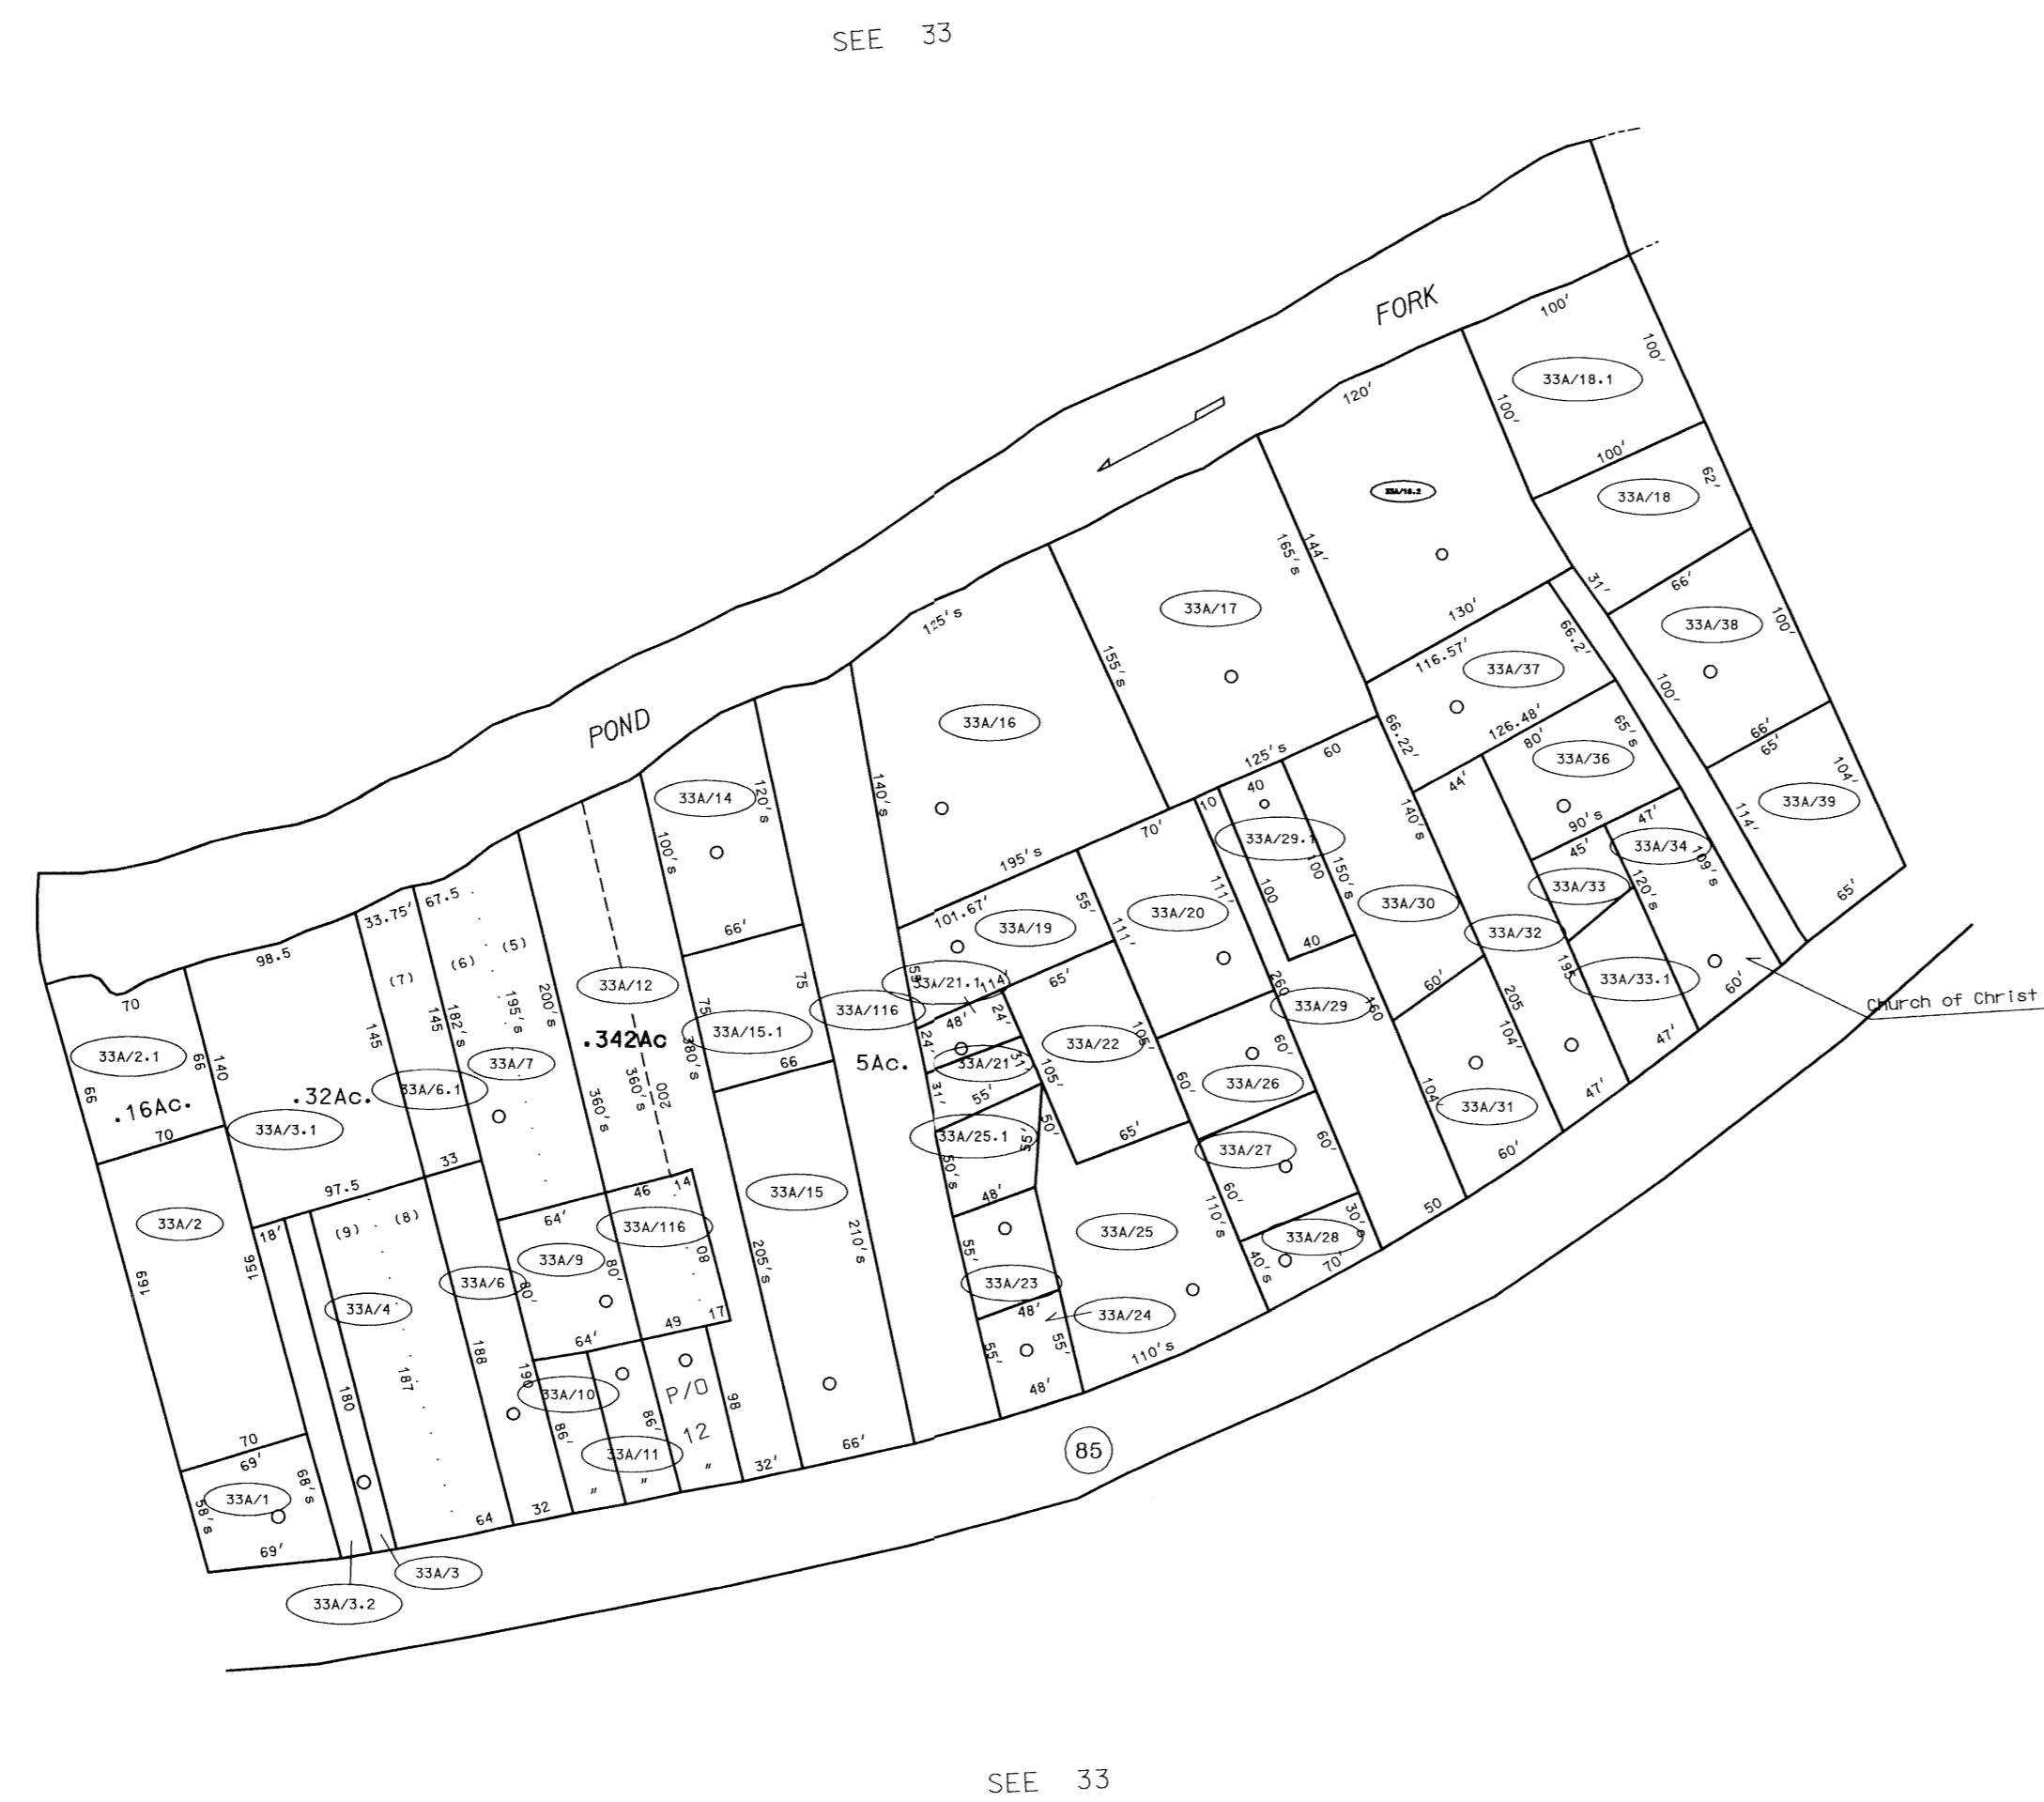 SEE 33
FORK
100'
100'
33A/18.1
120'
100'
100'
33A/18
62'
144'
165's
33A/17
31'
66'
33A/38
100'
130'
66.2'
116.57'
33A/37
125's
155's
33A/16
100'
126.48'
80'
65's
66'
65'
33A/36
66.22'
125's
60
POND
33A/14
120's
140's
44'
104'
33A/39
40
10
70'
140's
90's
47'
114'
33A/29.1
33A/34
100's
195's
45'
109's
100
150's
33A/33
120's
65'
111'
100
33A/30
55'
33A/20
101.67'
33A/19
111'
33.75'
67.5
66'
40
33A/32
(5)
(6)
(7)
98.5
33A/12
75
33A/21.1
55
114'
65'
260
60'
195
33A/33.1
60'
Church of Christ
70
195's
200's
75
33A/116
33A/29
160
205
48'
24'
24'
145
145
182's
.342Ac
33A/15.1
380's
105'
33A/22
104'
47'
33A/2.1
66
140
33A/7
5Ac.
66
33A/21
31'
105'
60'
66
.16Ac.
.32Ac.
33A/6.1
360's
360's
200
31'
55'
60'
33A/26
104'
33A/31
47'
70
33A/3.1
33A/25.1
55'
50'
65'
60'
60'
33
97.5
33A/27
33A/2
46
14
33A/15
50's
48'
60'
18'
(9)
(8)
64'
33A/116
110's
30's
50
156
33A/9
80
210's
33A/25
33A/28
169
33A/4
33A/6
80'
80'
205's
55'
33A/23
40's
70'
48'
33A/24
188
64'
49
17
55'
55'
110's
187
190
33A/10
P/O
98
48'
180
86'
86'
12
70
69'
33A/11
66'
85
68's
33A/1
58's
"
"
"
32'
64
32
69'
33A/3
33A/3.2
SEE 33